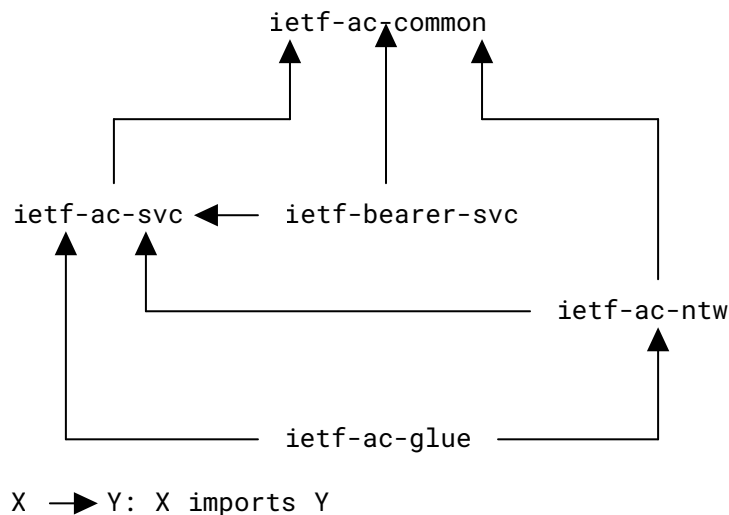 ietf-ac-common
ietf-ac-svc ietf-bearer-svc
ietf-ac-ntw
ietf-ac-glue
X Y: X imports Y